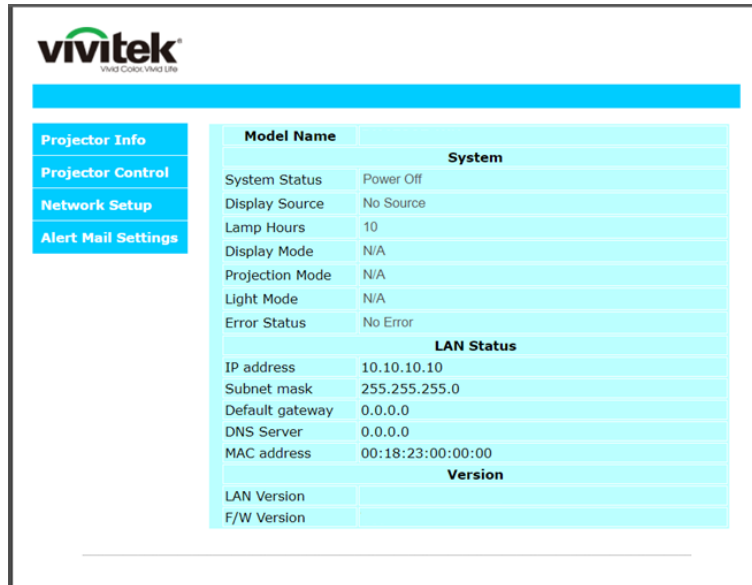 vivitek
Vivid Color, Vivid Life
Projector Info
Projector Control
Network Setup
Alert Mail Settings
Model Name
System
System Status Power Off
Display Source No Source
Lamp Hours 10
Display Mode N/A
Projection Mode N/A
Light Mode N/A
Error Status No Error
LAN Status
IP address 10.10.10.10
Subnet mask 255.255.255.0
Default gateway 0.0.0.0
DNS Server 0.0.0.0
MAC address 00:18:23:00:00:00
Version
LAN Version
F/W Version